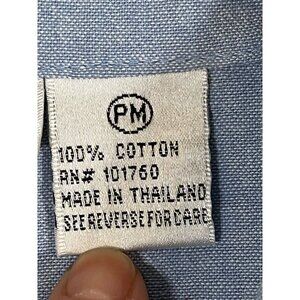 PM
100% COTTON
RN# 101760
MADE IN THAILAND
SEE REVERSE FOR CARE